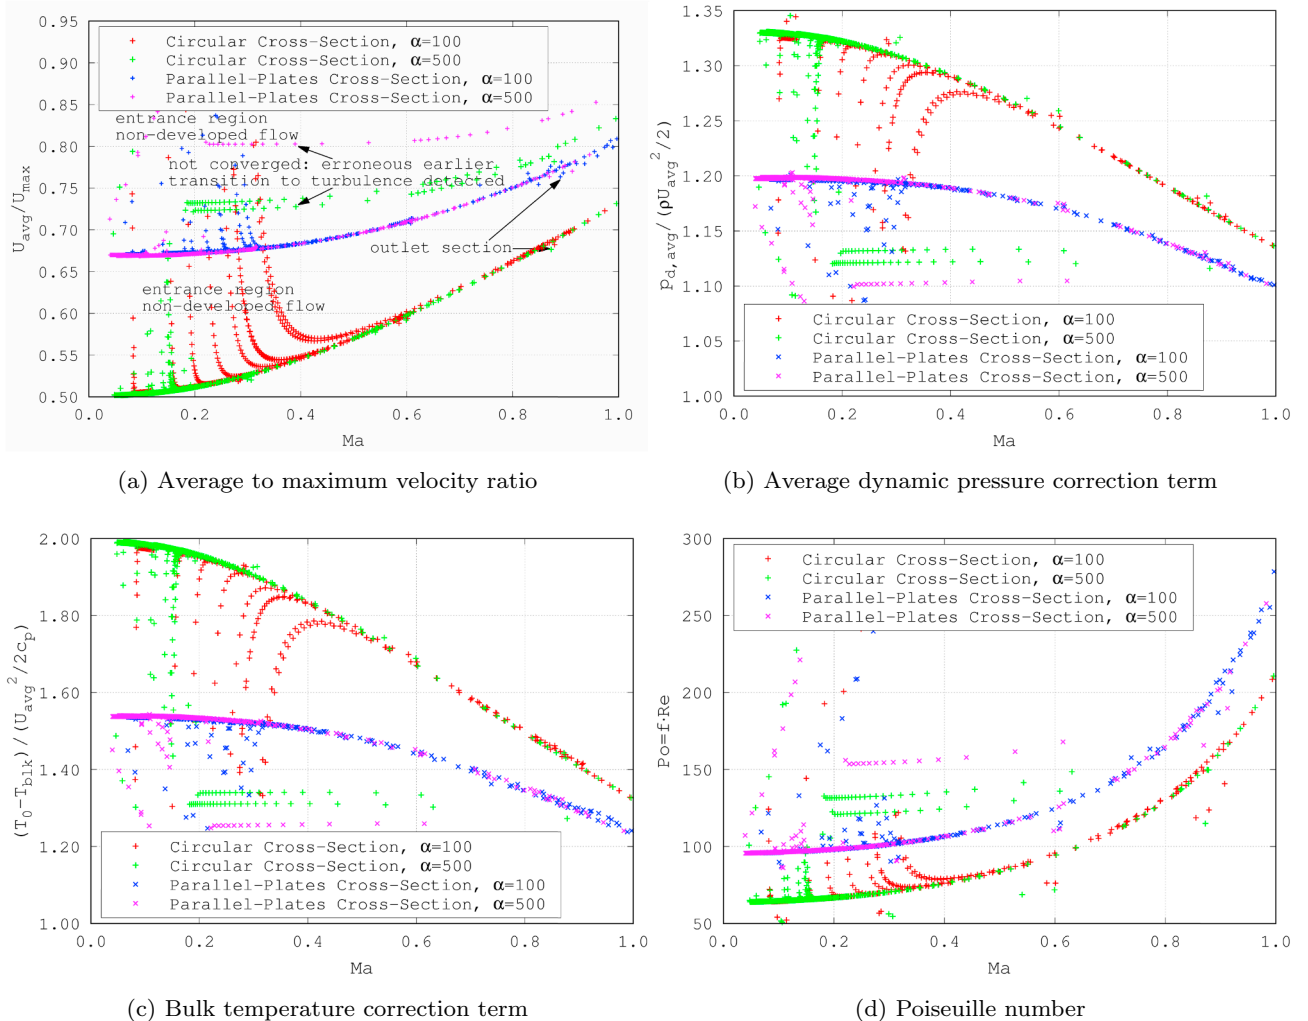 0.95
0.90
0.85
0.80
0.75
0.70
0.65
0.60
0.55
0.50
U_avg/U_max
Circular Cross-Section, α=100
Circular Cross-Section, α=500
Parallel-Plates Cross-Section, α=100
Parallel-Plates Cross-Section, α=500
entrance region
non-developed flow
not converged: erroneous earlier
transition to turbulence detected
outlet section
entrance region
non-developed flow
0.0 0.2 0.4 0.6 0.8 1.0
Ma
(a) Average to maximum velocity ratio
1.35
1.30
1.25
1.20
1.15
1.10
1.05
1.00
p_d,avg/(ρU_avg²/2)
Circular Cross-Section, α=100
Circular Cross-Section, α=500
Parallel-Plates Cross-Section, α=100
Parallel-Plates Cross-Section, α=500
0.0 0.2 0.4 0.6 0.8 1.0
Ma
(b) Average dynamic pressure correction term
2.00
1.80
1.60
1.40
1.20
1.00
(T_0-T_blk)/(U_avg²/2c_p)
Circular Cross-Section, α=100
Circular Cross-Section, α=500
Parallel-Plates Cross-Section, α=100
Parallel-Plates Cross-Section, α=500
0.0 0.2 0.4 0.6 0.8 1.0
Ma
(c) Bulk temperature correction term
300
250
200
150
100
50
Po=f·Re
Circular Cross-Section, α=100
Circular Cross-Section, α=500
Parallel-Plates Cross-Section, α=100
Parallel-Plates Cross-Section, α=500
0.0 0.2 0.4 0.6 0.8 1.0
Ma
(d) Poiseuille number